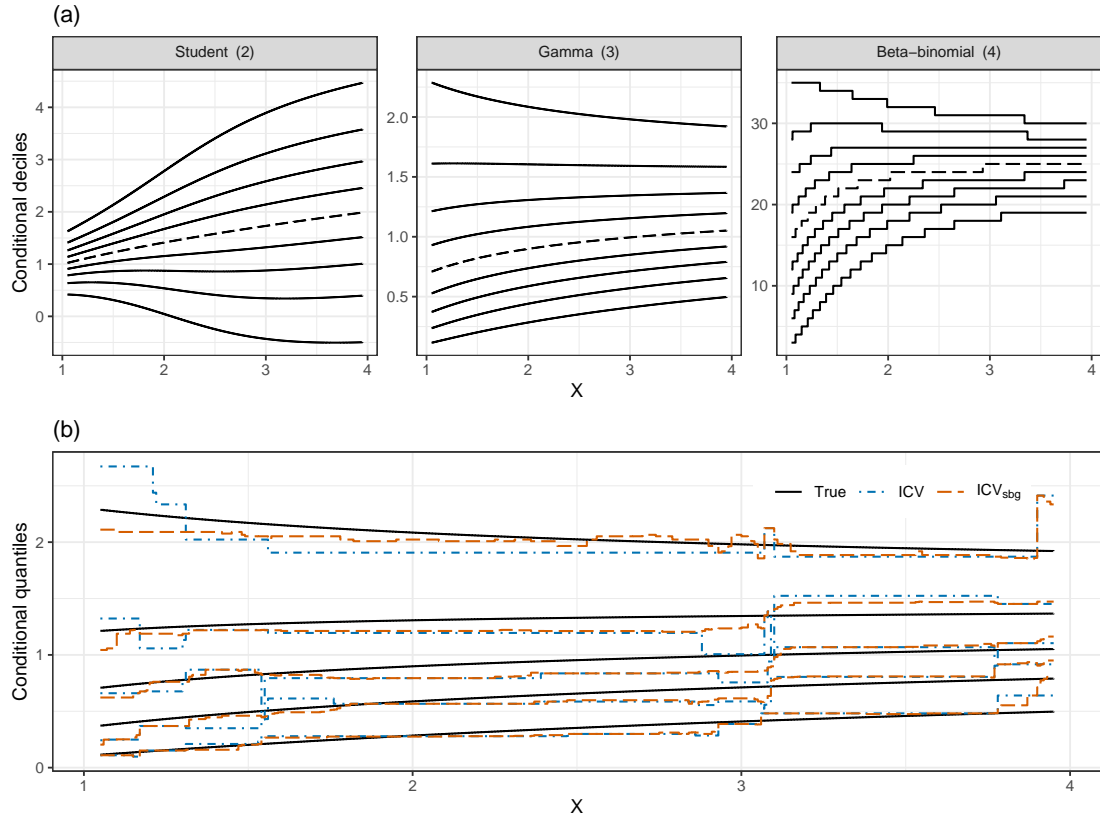 (a)
Student (2)
Gamma (3)
Beta−binomial (4)
Conditional deciles
4
3
2
1
0
2.0
1.5
1.0
0.5
30
20
10
1 2 3 4
1 2 3 4
1 2 3 4
X
(b)
Conditional quantiles
True ICV ICVsbg
2
1
0
1 2 3 4
X